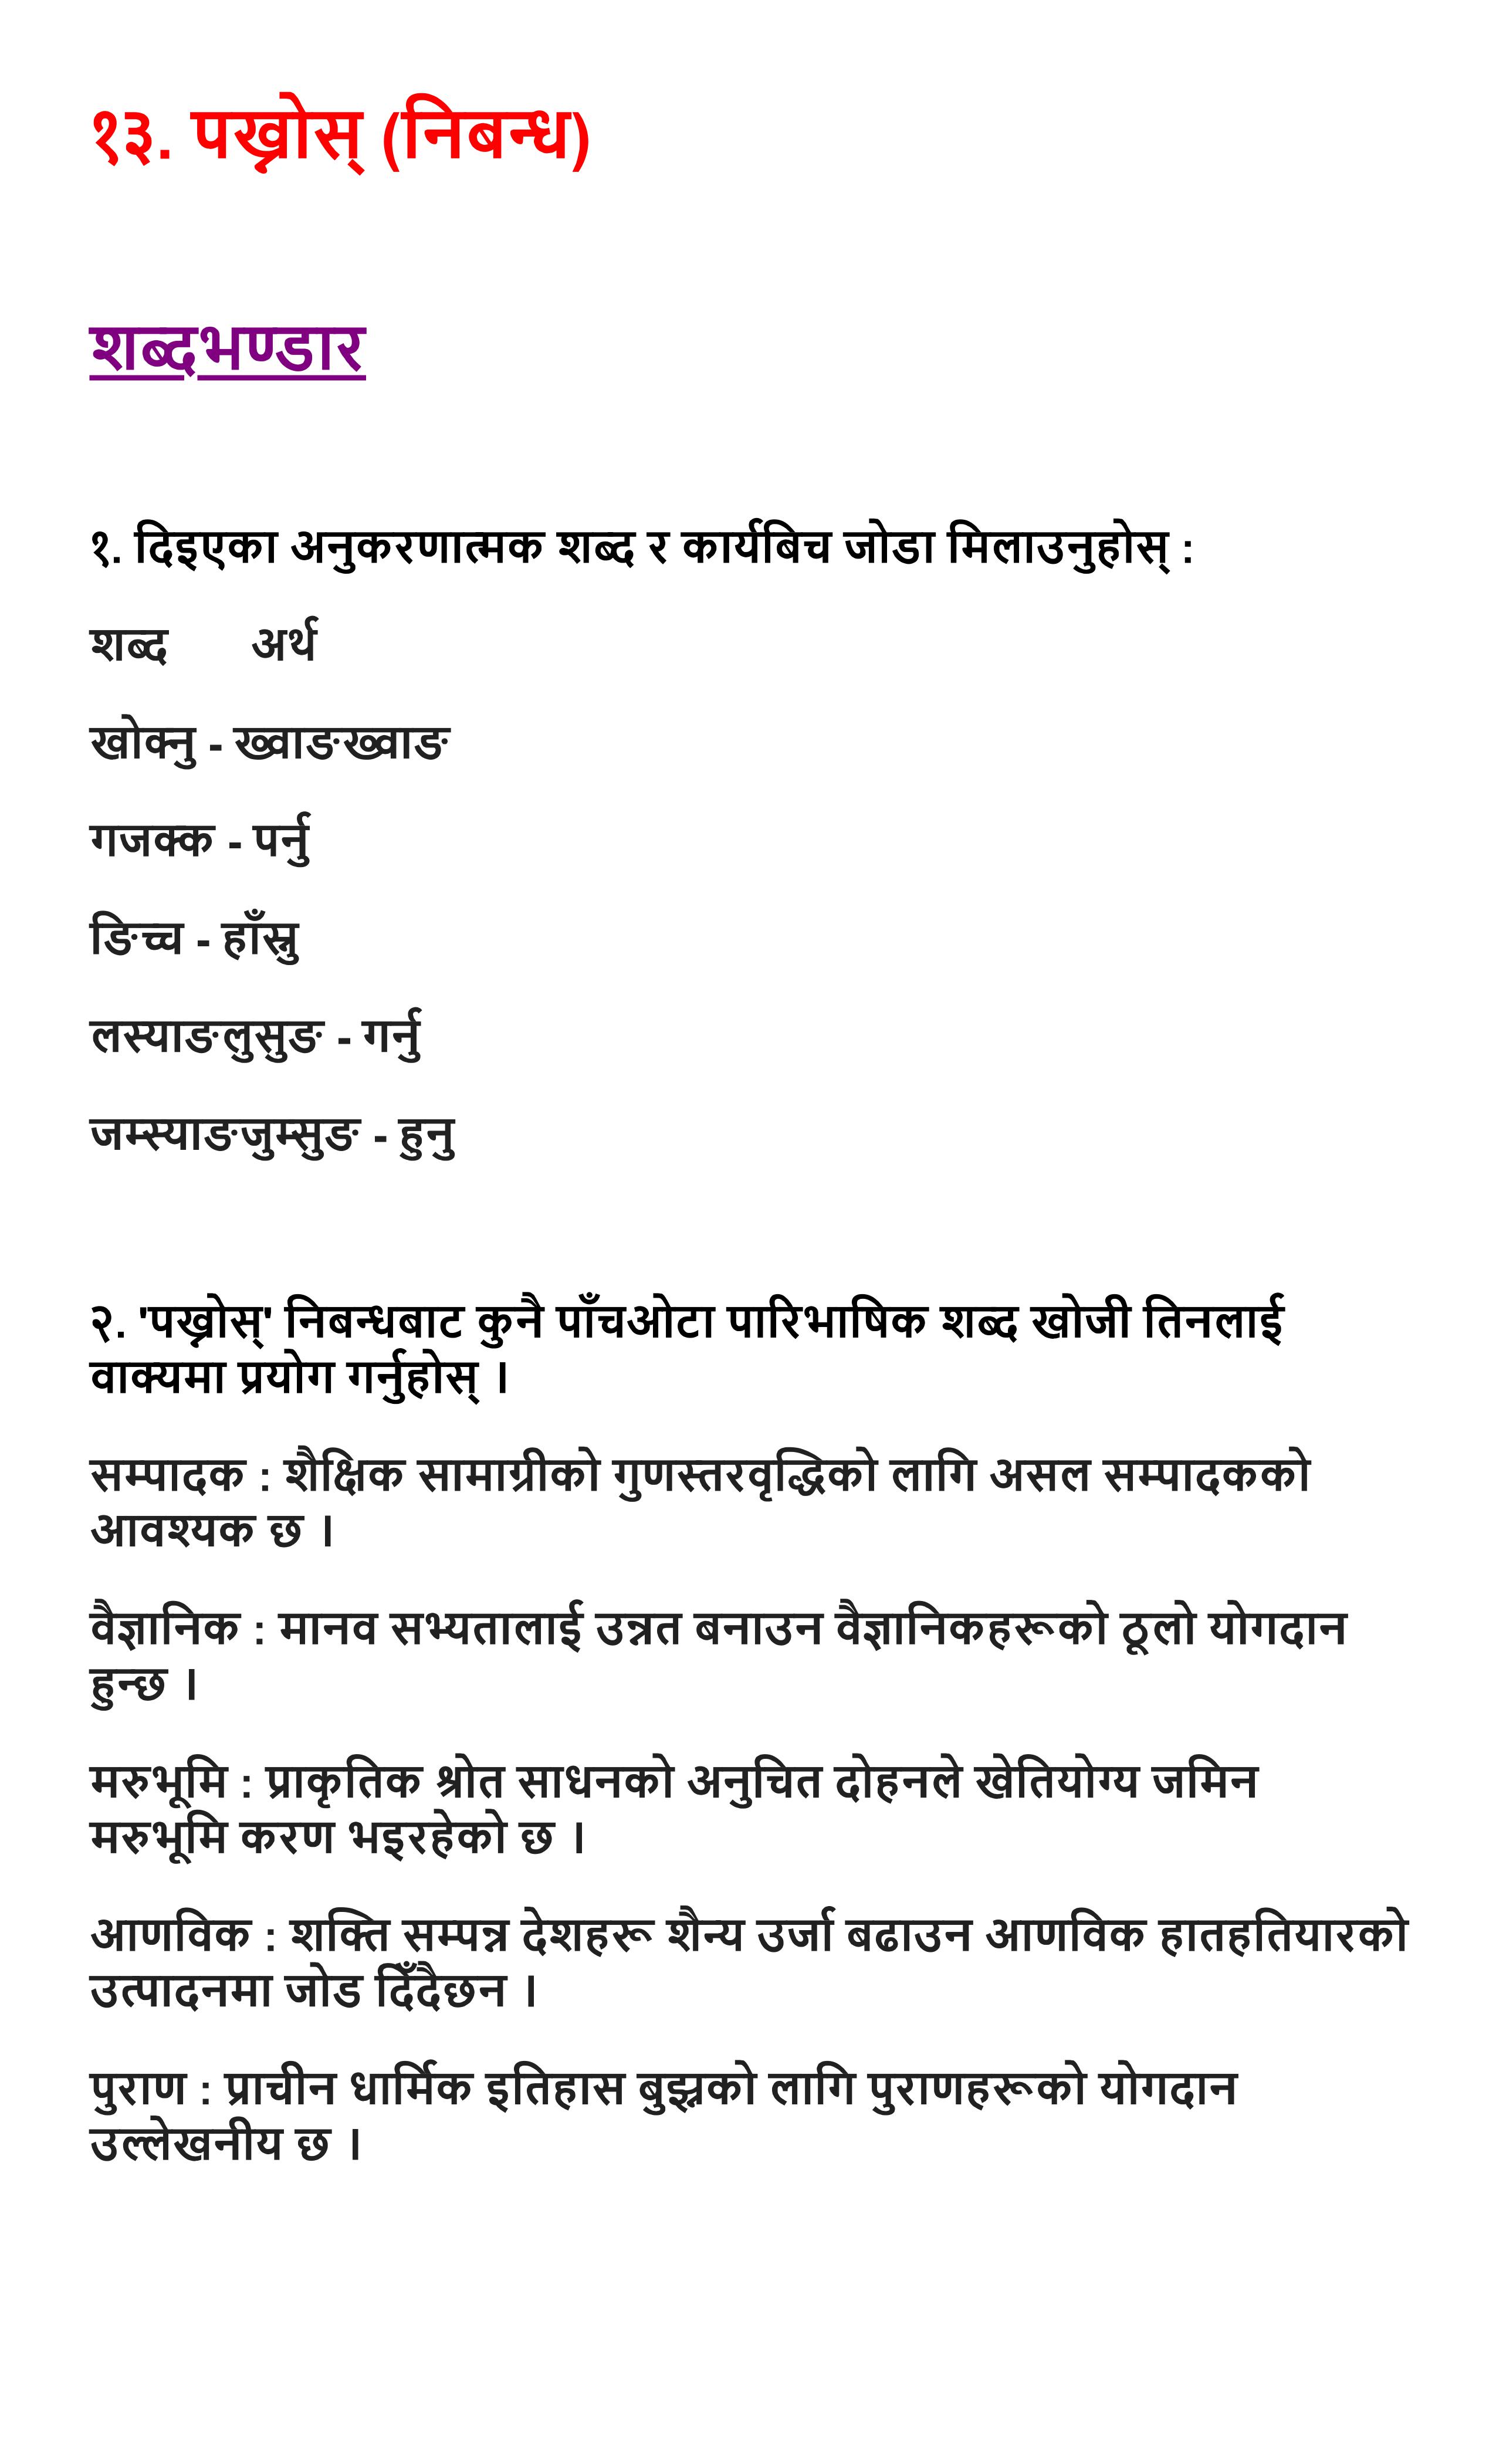 १३. पख्नोस् (निबन्ध)
शब्दभण्डार
१. दिइएका अनुकरणात्मक शब्द र कार्यबिच जोडा मिलाउनुहोस् :
शब्द अर्थ
खोक्नु - ख्वाङख्वाङ
गजक्क - पर्नु
ङिच्च - हाँस्नु
लस्याङलुसुङ - गर्नु
जम्स्याङजुम्सुङ - हुनु
२. 'पख्नोस्' निबन्धबाट कुनै पाँचओटा पारिभाषिक शब्द खोजी तिनलाई
वाक्यमा प्रयोग गर्नुहोस् ।
सम्पादक : शैक्षिक सामाग्रीको गुणस्तरवृद्धिको लागि असल सम्पादकको
आवश्यक छ ।
वैज्ञानिक : मानव सभ्यतालाई उन्नत बनाउन वैज्ञानिकहरूको ठूलो योगदान
हुन्छ ।
मरुभूमि : प्राकृतिक श्रोत साधनको अनुचित दोहनले खेतियोग्य जमिन
मरुभूमि करण भइरहेको छ ।
आणविक : शक्ति सम्पन्न देशहरू शैन्य उर्जा बढाउन आणविक हातहतियारको
उत्पादनमा जोड दिँदैछन ।
पुराण : प्राचीन धार्मिक इतिहास बुझ्नको लागि पुराणहरूको योगदान
उल्लेखनीय छ ।